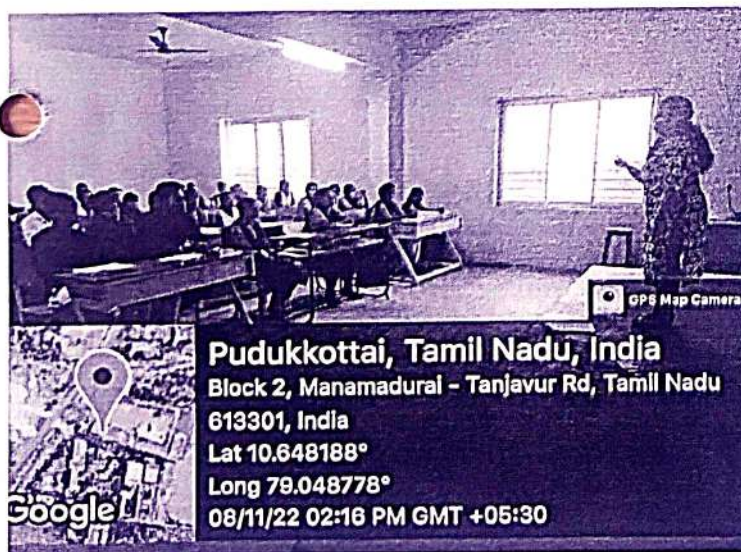 GPS Map Camera
Pudukkottai, Tamil Nadu, India
Block 2, Manamadurai - Tanjavur Rd, Tamil Nadu
613301, India
Lat 10.648188°
Long 79.048778°
08/11/22 02:16 PM GMT +05:30
Google